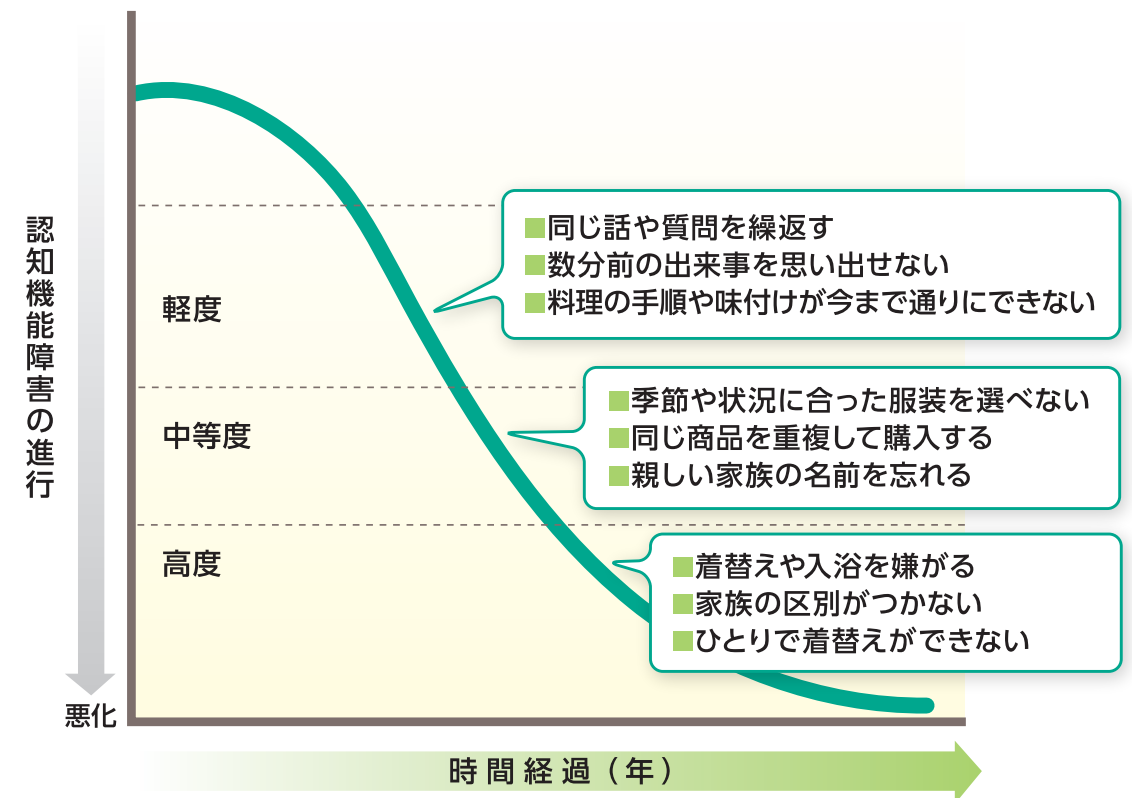 認知機能障害の進行
悪化
軽度
■同じ話や質問を繰返す
■数分前の出来事を思い出せない
■料理の手順や味付けが今まで通りにできない
中等度
■季節や状況に合った服装を選べない
■同じ商品を重複して購入する
■親しい家族の名前を忘れる
高度
■着替えや入浴を嫌がる
■家族の区別がつかない
■ひとりで着替えができない
時間経過（年）